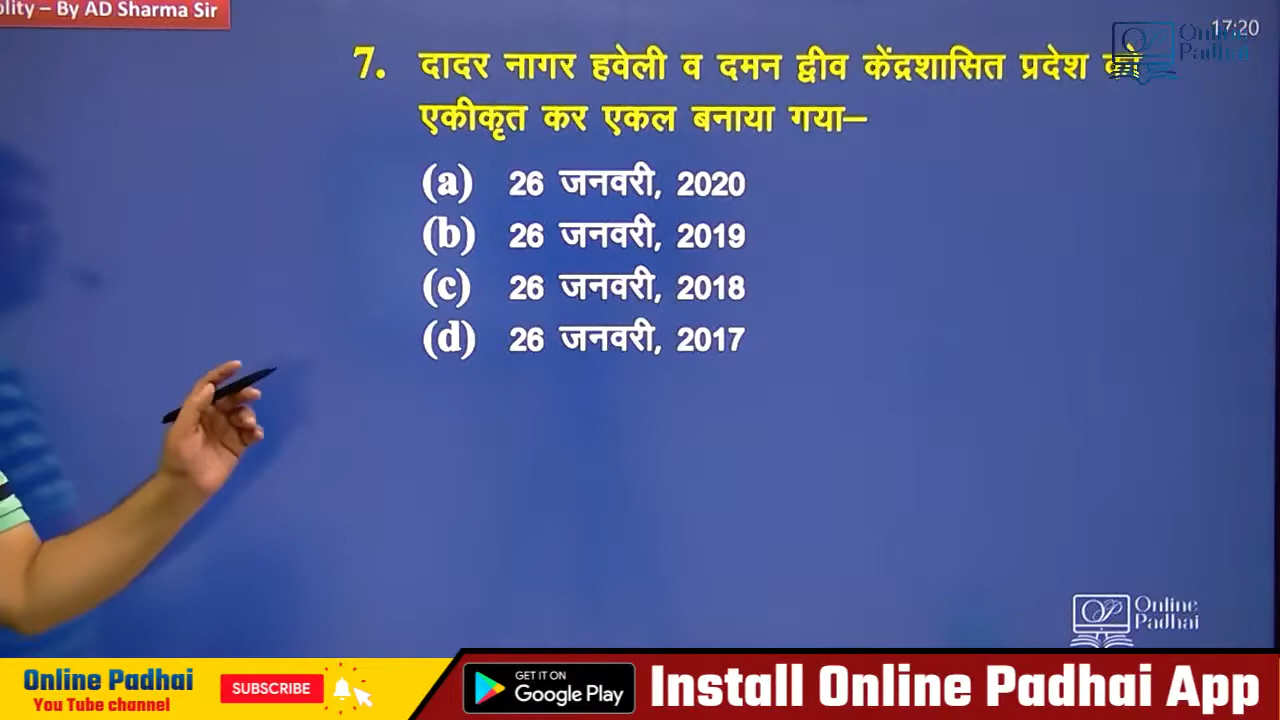 olity – By AD Sharma Sir
17:20
Online
Padhai
7. दादर नागर हवेली व दमन द्वीव केंद्रशासित प्रदेश को
एकीकृत कर एकल बनाया गया–
(a) 26 जनवरी, 2020
(b) 26 जनवरी, 2019
(c) 26 जनवरी, 2018
(d) 26 जनवरी, 2017
Online
Padhai
Online Padhai
You Tube channel
SUBSCRIBE
GET IT ON
Google Play
Install Online Padhai App